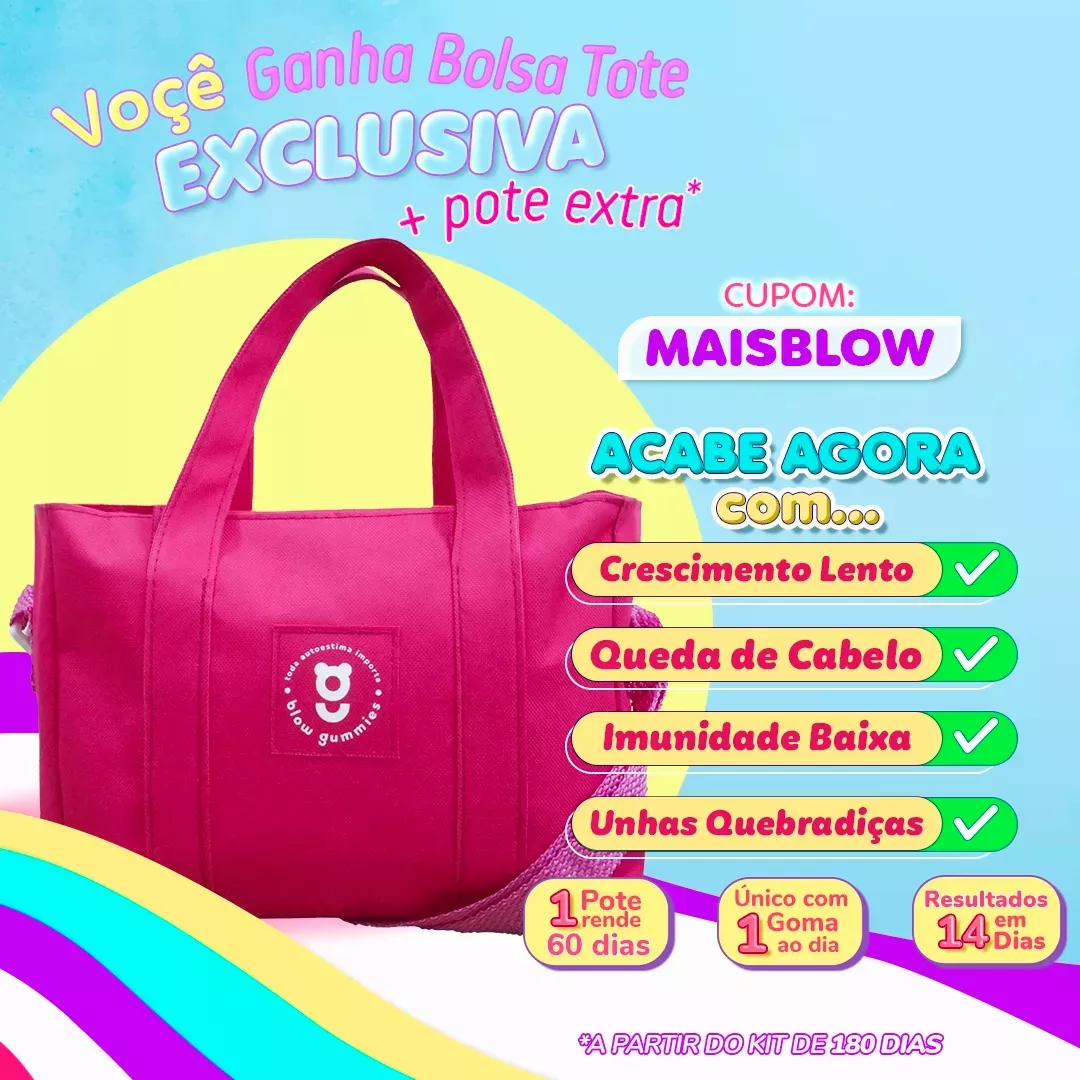 Voçê Ganha Bolsa Tote
EXCLUSIVA
+ pote extra*
CUPOM:
MAISBLOW
ACABE AGORA
com...
Crescimento Lento
Queda de Cabelo
Imunidade Baixa
Unhas Quebradiças
toda autoestima importa
blow gummies
1 Pote
rende
60 dias
Único com
1 Goma
ao dia
Resultados
14 em
Dias
*A PARTIR DO KIT DE 180 DIAS